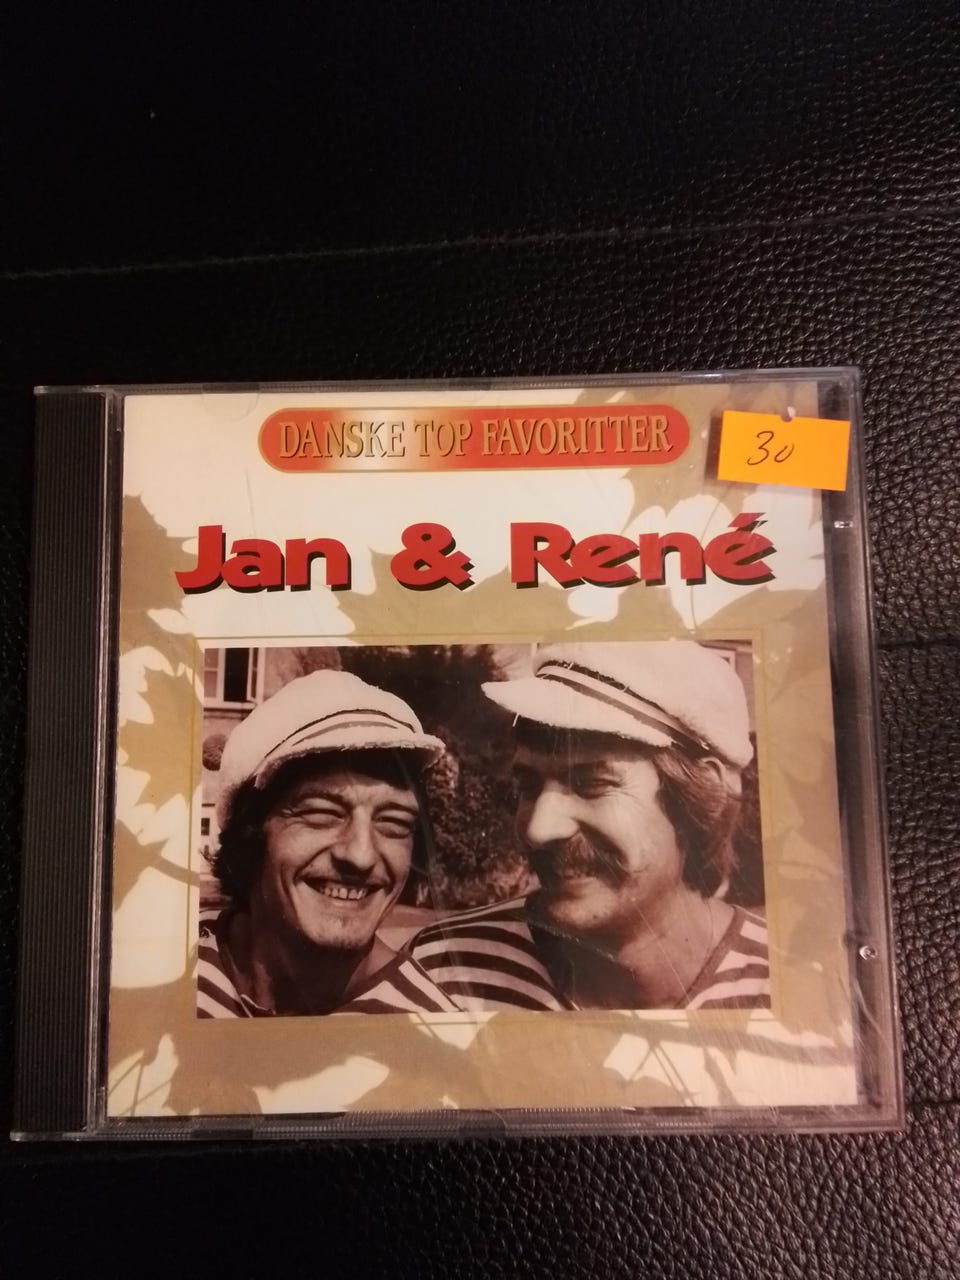 DANSKE TOP FAVORITTER
30
Jan & René